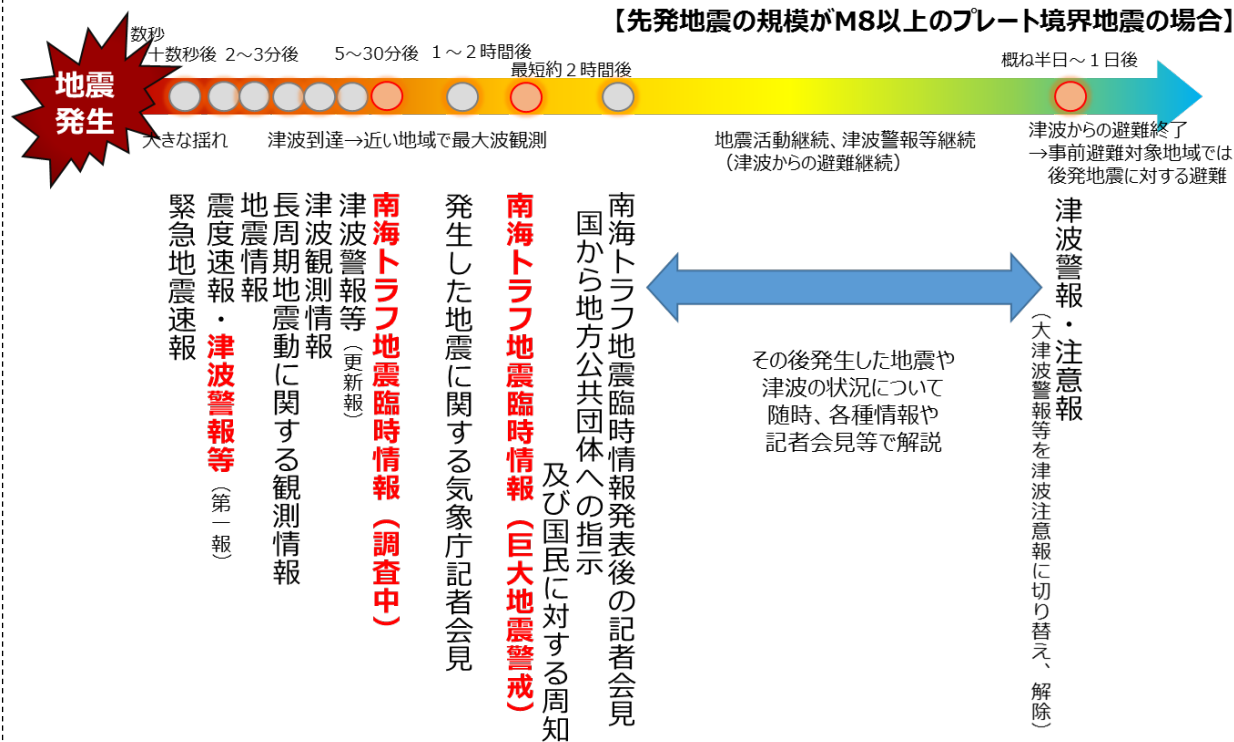 【先発地震の規模がM8以上のプレート境界地震の場合】
地震
発生
数秒
～十数秒後
2～3分後
5～30分後
1～2時間後
最短約2時間後
概ね半日～1日後
大きな揺れ
津波到達→近い地域で最大波観測
地震活動継続、津波警報等継続
（津波からの避難継続）
津波からの避難終了
→事前避難対象地域では
後発地震に対する避難
緊急地震速報
震度速報・津波警報等（第一報）
地震情報
長周期地震動に関する観測情報
津波観測情報
津波警報等（更新報）
南海トラフ地震臨時情報（調査中）
発生した地震に関する気象庁記者会見
南海トラフ地震臨時情報（巨大地震警戒）
南海トラフ地震臨時情報発表後の記者会見
国から地方公共団体への指示
及び国民に対する周知
その後発生した地震や
津波の状況について
随時、各種情報や
記者会見等で解説
津波警報・注意報
（大津波警報等を津波注意報に切り替え、解除）